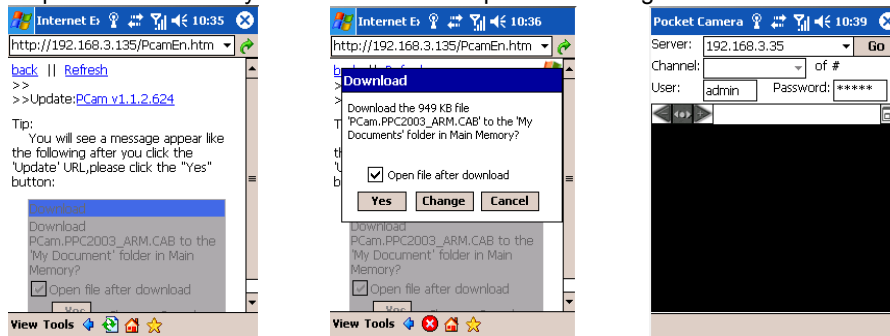 Internet Ex 10:35
http://192.168.3.135/PcamEn.htm
back || Refresh
>>
>>Update:PCam v1.1.2.624
Tip:
You will see a message appear like
the following after you click the
'Update' URL,please click the "Yes"
button:
Download
Download
PCam.PPC2003_ARM.CAB to the
'My Document' folder in Main
Memory?
Open file after download
Yes
View Tools
Internet Ex 10:36
http://192.168.3.135/PcamEn.htm
Download
Download the 949 KB file
'PCam.PPC2003_ARM.CAB' to the 'My
Documents' folder in Main Memory?
Open file after download
Yes Change Cancel
Download
PCam.PPC2003_ARM.CAB to the
'My Document' folder in Main
Memory?
Open file after download
Yes
View Tools
Pocket Camera 10:39
Server: 192.168.3.35 Go
Channel: of #
User: admin Password: *****